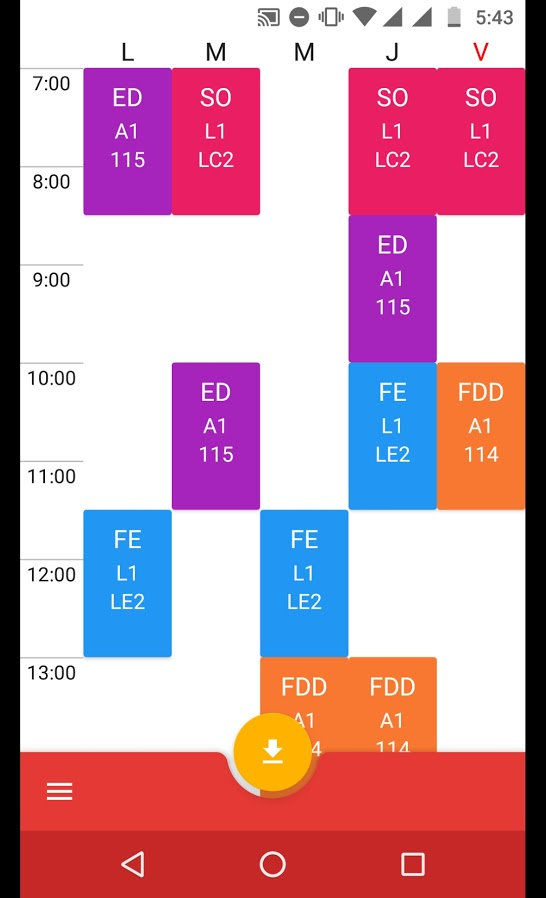 5:43
L M M J V
7:00
ED
A1
115
SO
L1
LC2
SO
L1
LC2
SO
L1
LC2
8:00
ED
A1
115
9:00
10:00
ED
A1
115
FE
L1
LE2
FDD
A1
114
11:00
FE
L1
LE2
FE
L1
LE2
12:00
13:00
FDD
A1
FDD
A1
114